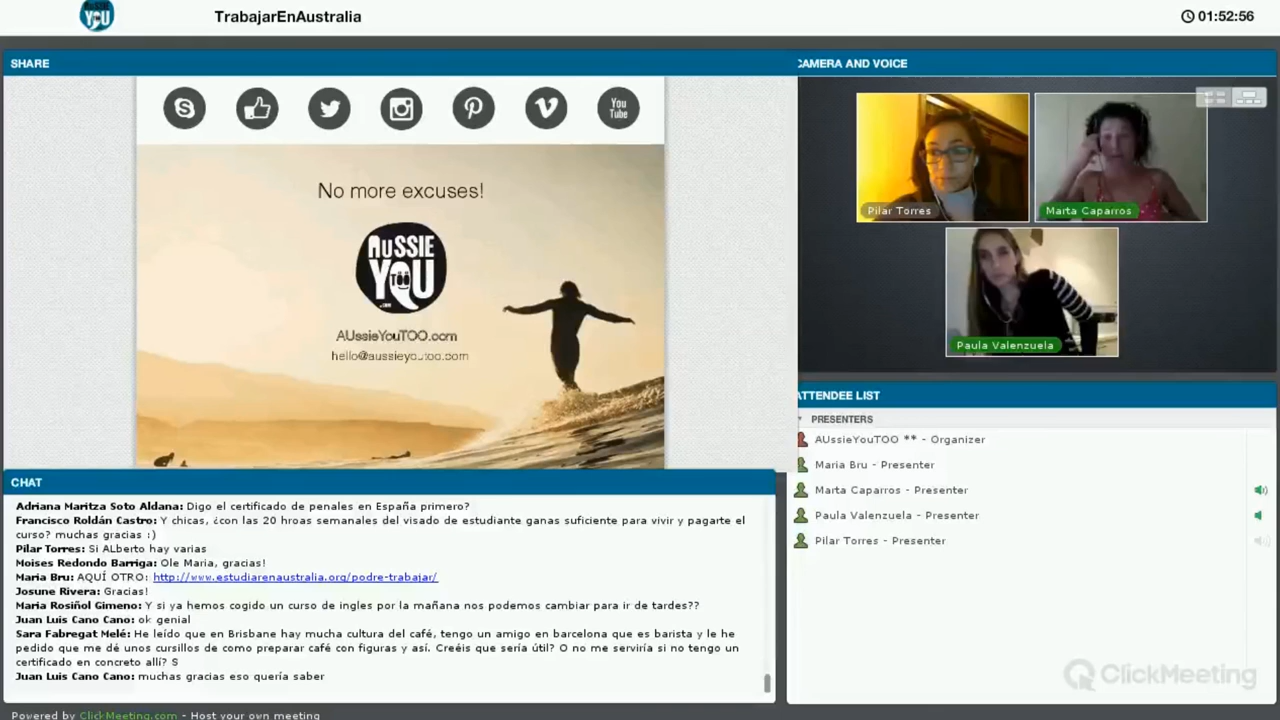 AUSSIE
YOU
TrabajarEnAustralia
01:52:56
SHARE
CAMERA AND VOICE
You
Tube
No more excuses!
AUSSIE
YOU
TOO
.com
AUssieYouTOO.com
hello@aussieyoutoo.com
Pilar Torres
Marta Caparros
Paula Valenzuela
ATTENDEE LIST
PRESENTERS
AUssieYouTOO ** - Organizer
Maria Bru - Presenter
Marta Caparros - Presenter
Paula Valenzuela - Presenter
Pilar Torres - Presenter
CHAT
Adriana Maritza Soto Aldana: Digo el certificado de penales en España primero?
Francisco Roldán Castro: Y chicas, ¿con las 20 hroas semanales del visado de estudiante ganas suficiente para vivir y pagarte el
curso? muchas gracias :)
Pilar Torres: Si ALberto hay varias
Moises Redondo Barriga: Ole Maria, gracias!
Maria Bru: AQUÍ OTRO: http://www.estudiarenaustralia.org/podre-trabajar/
Josune Rivera: Gracias!
Maria Rosiñol Gimeno: Y si ya hemos cogido un curso de ingles por la mañana nos podemos cambiar para ir de tardes??
Juan Luis Cano Cano: ok genial
Sara Fabregat Melé: He leído que en Brisbane hay mucha cultura del café, tengo un amigo en barcelona que es barista y le he
pedido que me dé unos cursillos de como preparar café con figuras y así. Creéis que sería útil? O no me serviría si no tengo un
certificado en concreto allí? S
Juan Luis Cano Cano: muchas gracias eso quería saber
ClickMeeting
Powered by ClickMeeting.com - Host your own meeting